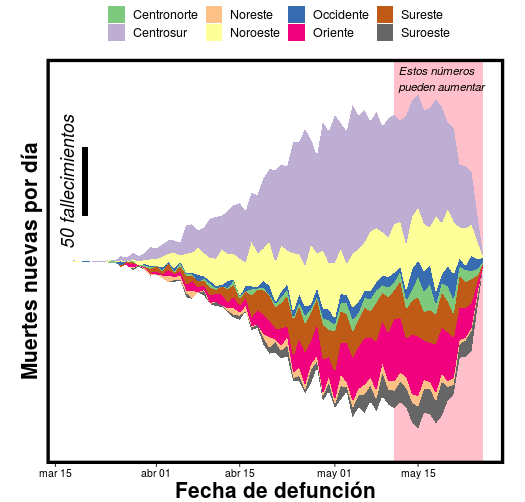 Centronorte Noreste Occidente Sureste
Centrosur Noroeste Oriente Suroeste
Estos números
pueden aumentar
50 fallecimientos
Muertes nuevas por día
mar 15 abr 01 abr 15 may 01 may 15
Fecha de defunción